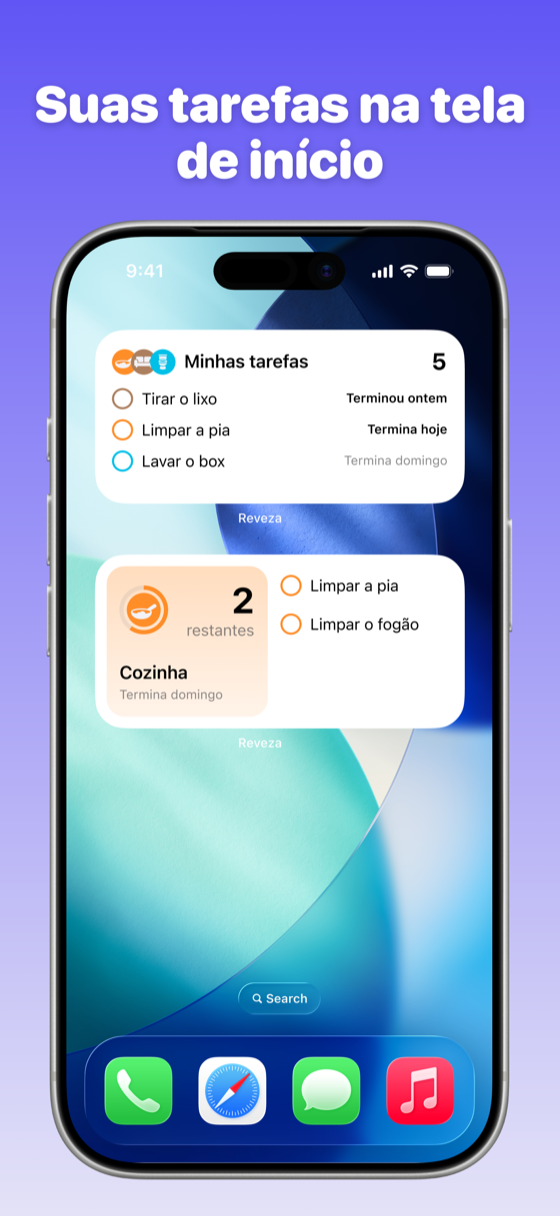 Suas tarefas na tela
de início
9:41
Minhas tarefas 5
Tirar o lixo Terminou ontem
Limpar a pia Termina hoje
Lavar o box Termina domingo
Reveza
2
restantes
Cozinha
Termina domingo
Limpar a pia
Limpar o fogão
Reveza
Search